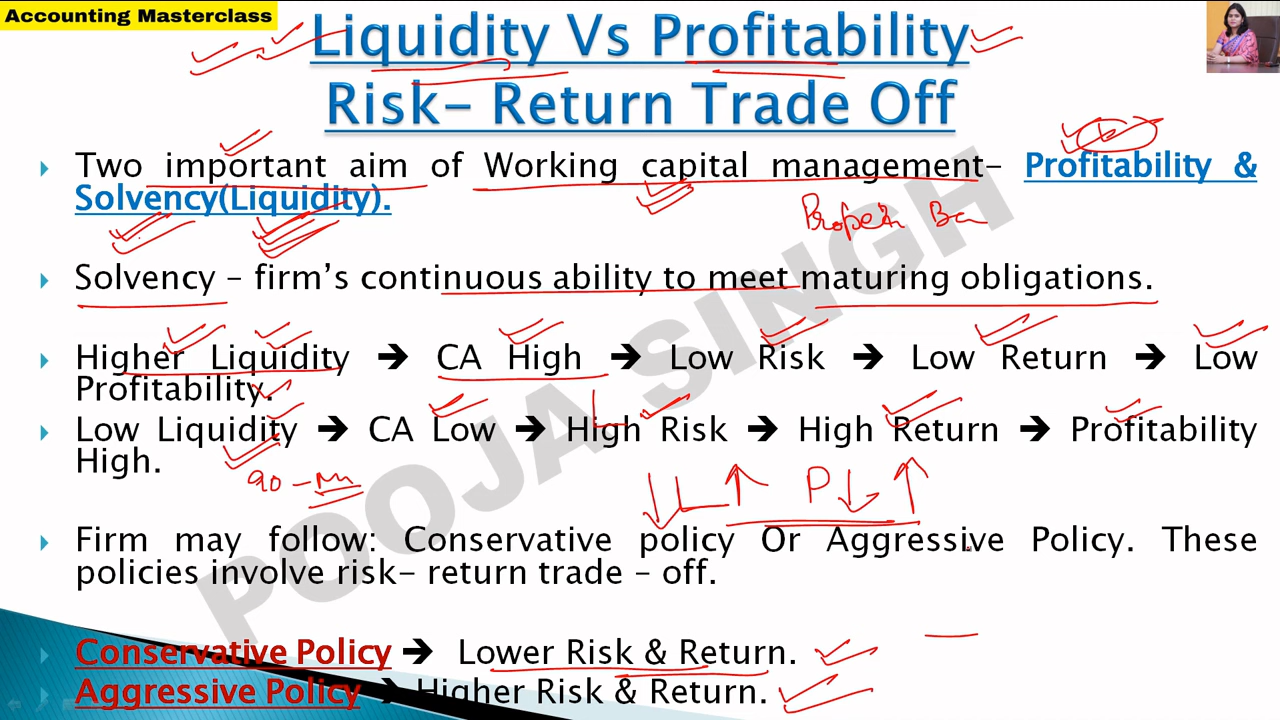 Accounting Masterclass
Liquidity Vs Profitability
Risk– Return Trade Off
Two important aim of Working capital management– Profitability &
Solvency(Liquidity).
Solvency – firm's continuous ability to meet maturing obligations.
Higher Liquidity ➔ CA High ➔ Low Risk ➔ Low Return ➔ Low
Profitability.
Low Liquidity ➔ CA Low ➔ High Risk ➔ High Return ➔ Profitability
High.
L ↑ P ↓ ↑
Firm may follow: Conservative policy Or Aggressive Policy. These
policies involve risk– return trade – off.
Conservative Policy ➔ Lower Risk & Return.
Aggressive Policy ➔ Higher Risk & Return.
POOJA SINGH